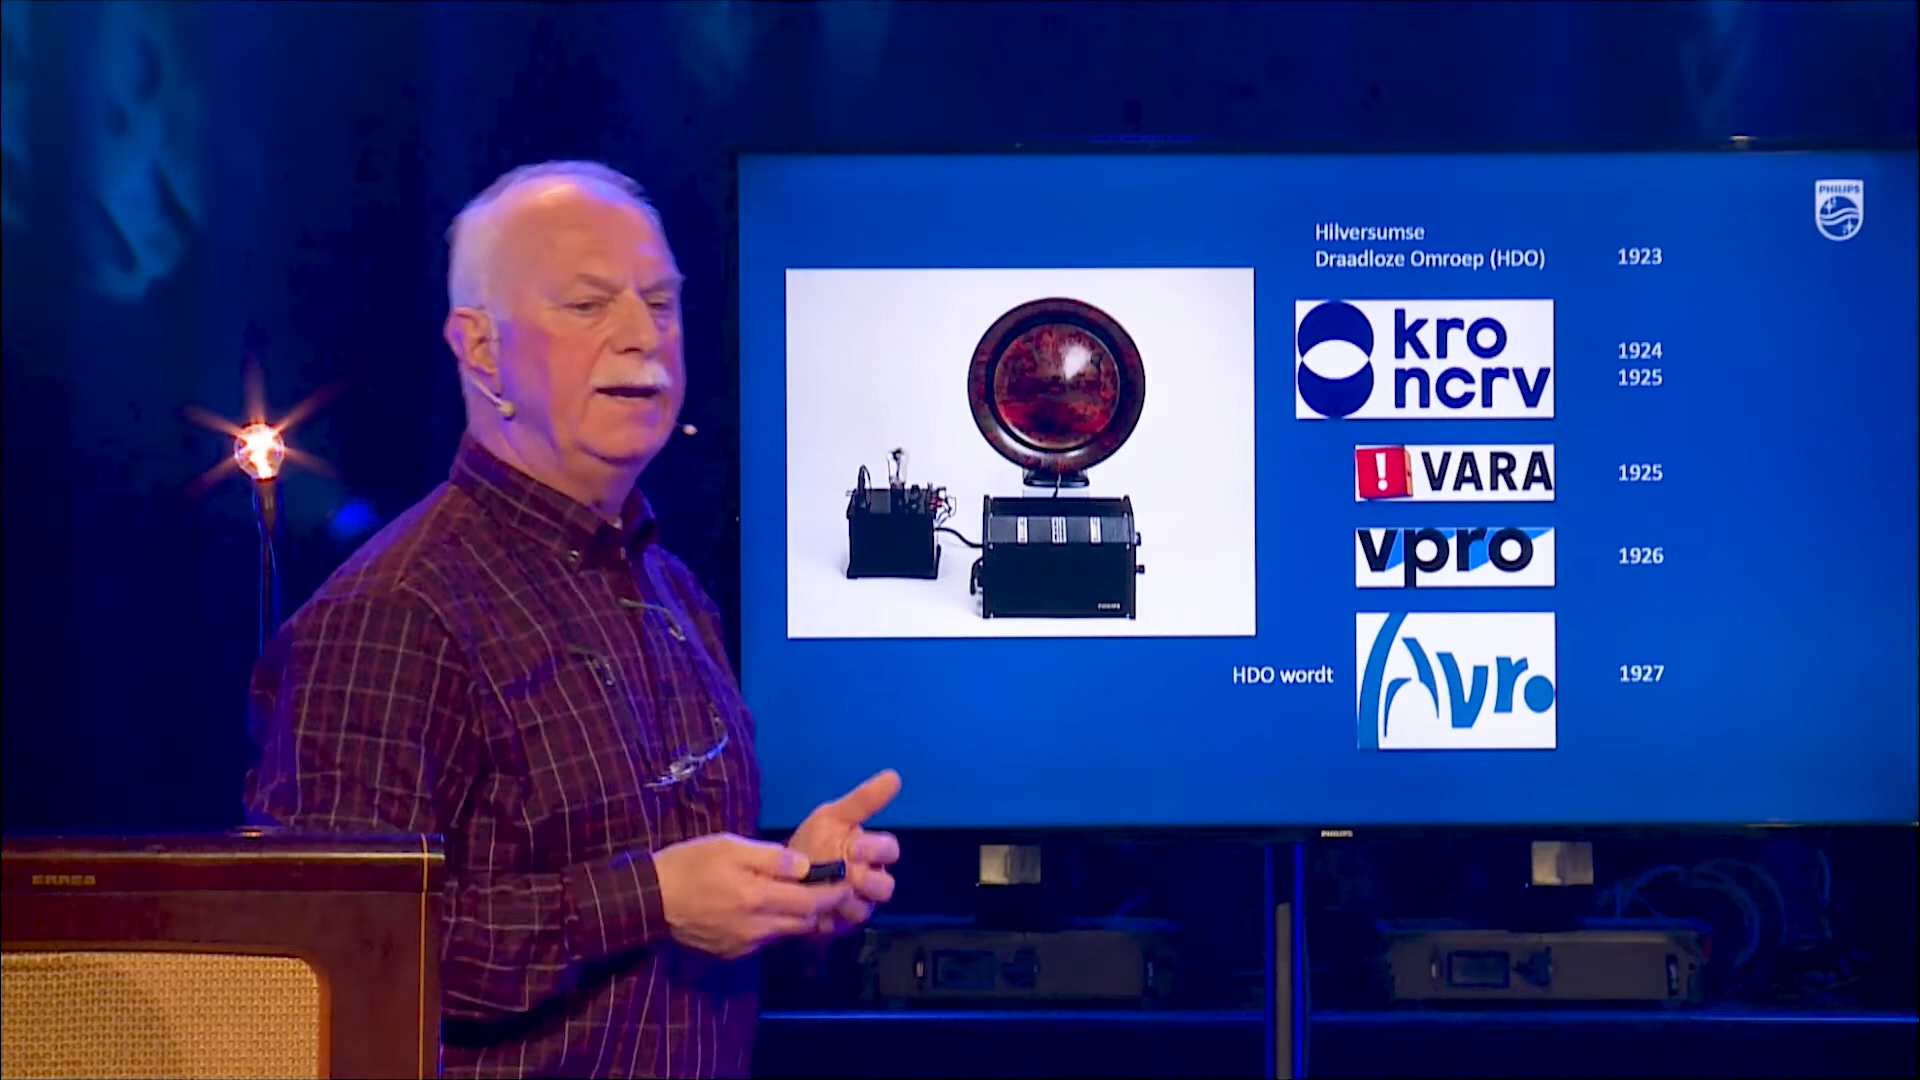 PHILIPS
Hilversumse
Draadloze Omroep (HDO) 1923
kro 1924
ncrv 1925
! VARA 1925
vpro 1926
HDO wordt Avro 1927
PHILIPS
PHILIPS
ERRES